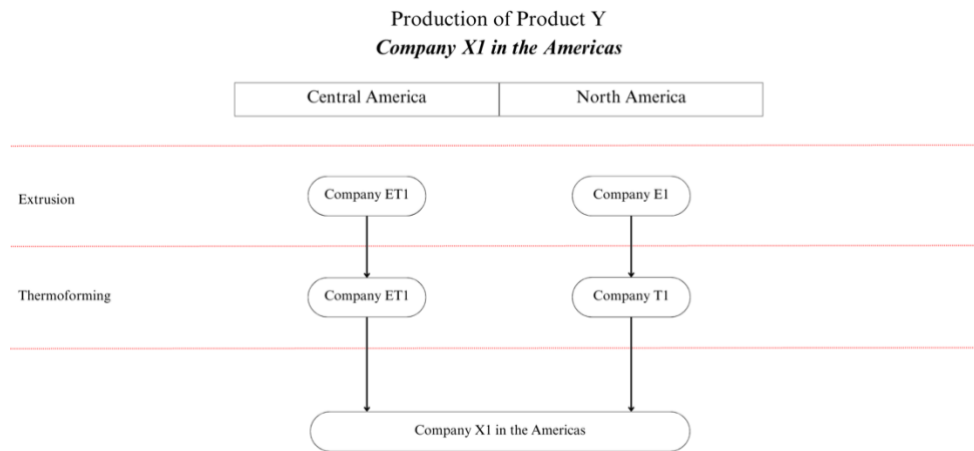 Production of Product Y
Company X1 in the Americas
Central America
North America
Extrusion
Company ET1
Company E1
Thermoforming
Company ET1
Company T1
Company X1 in the Americas